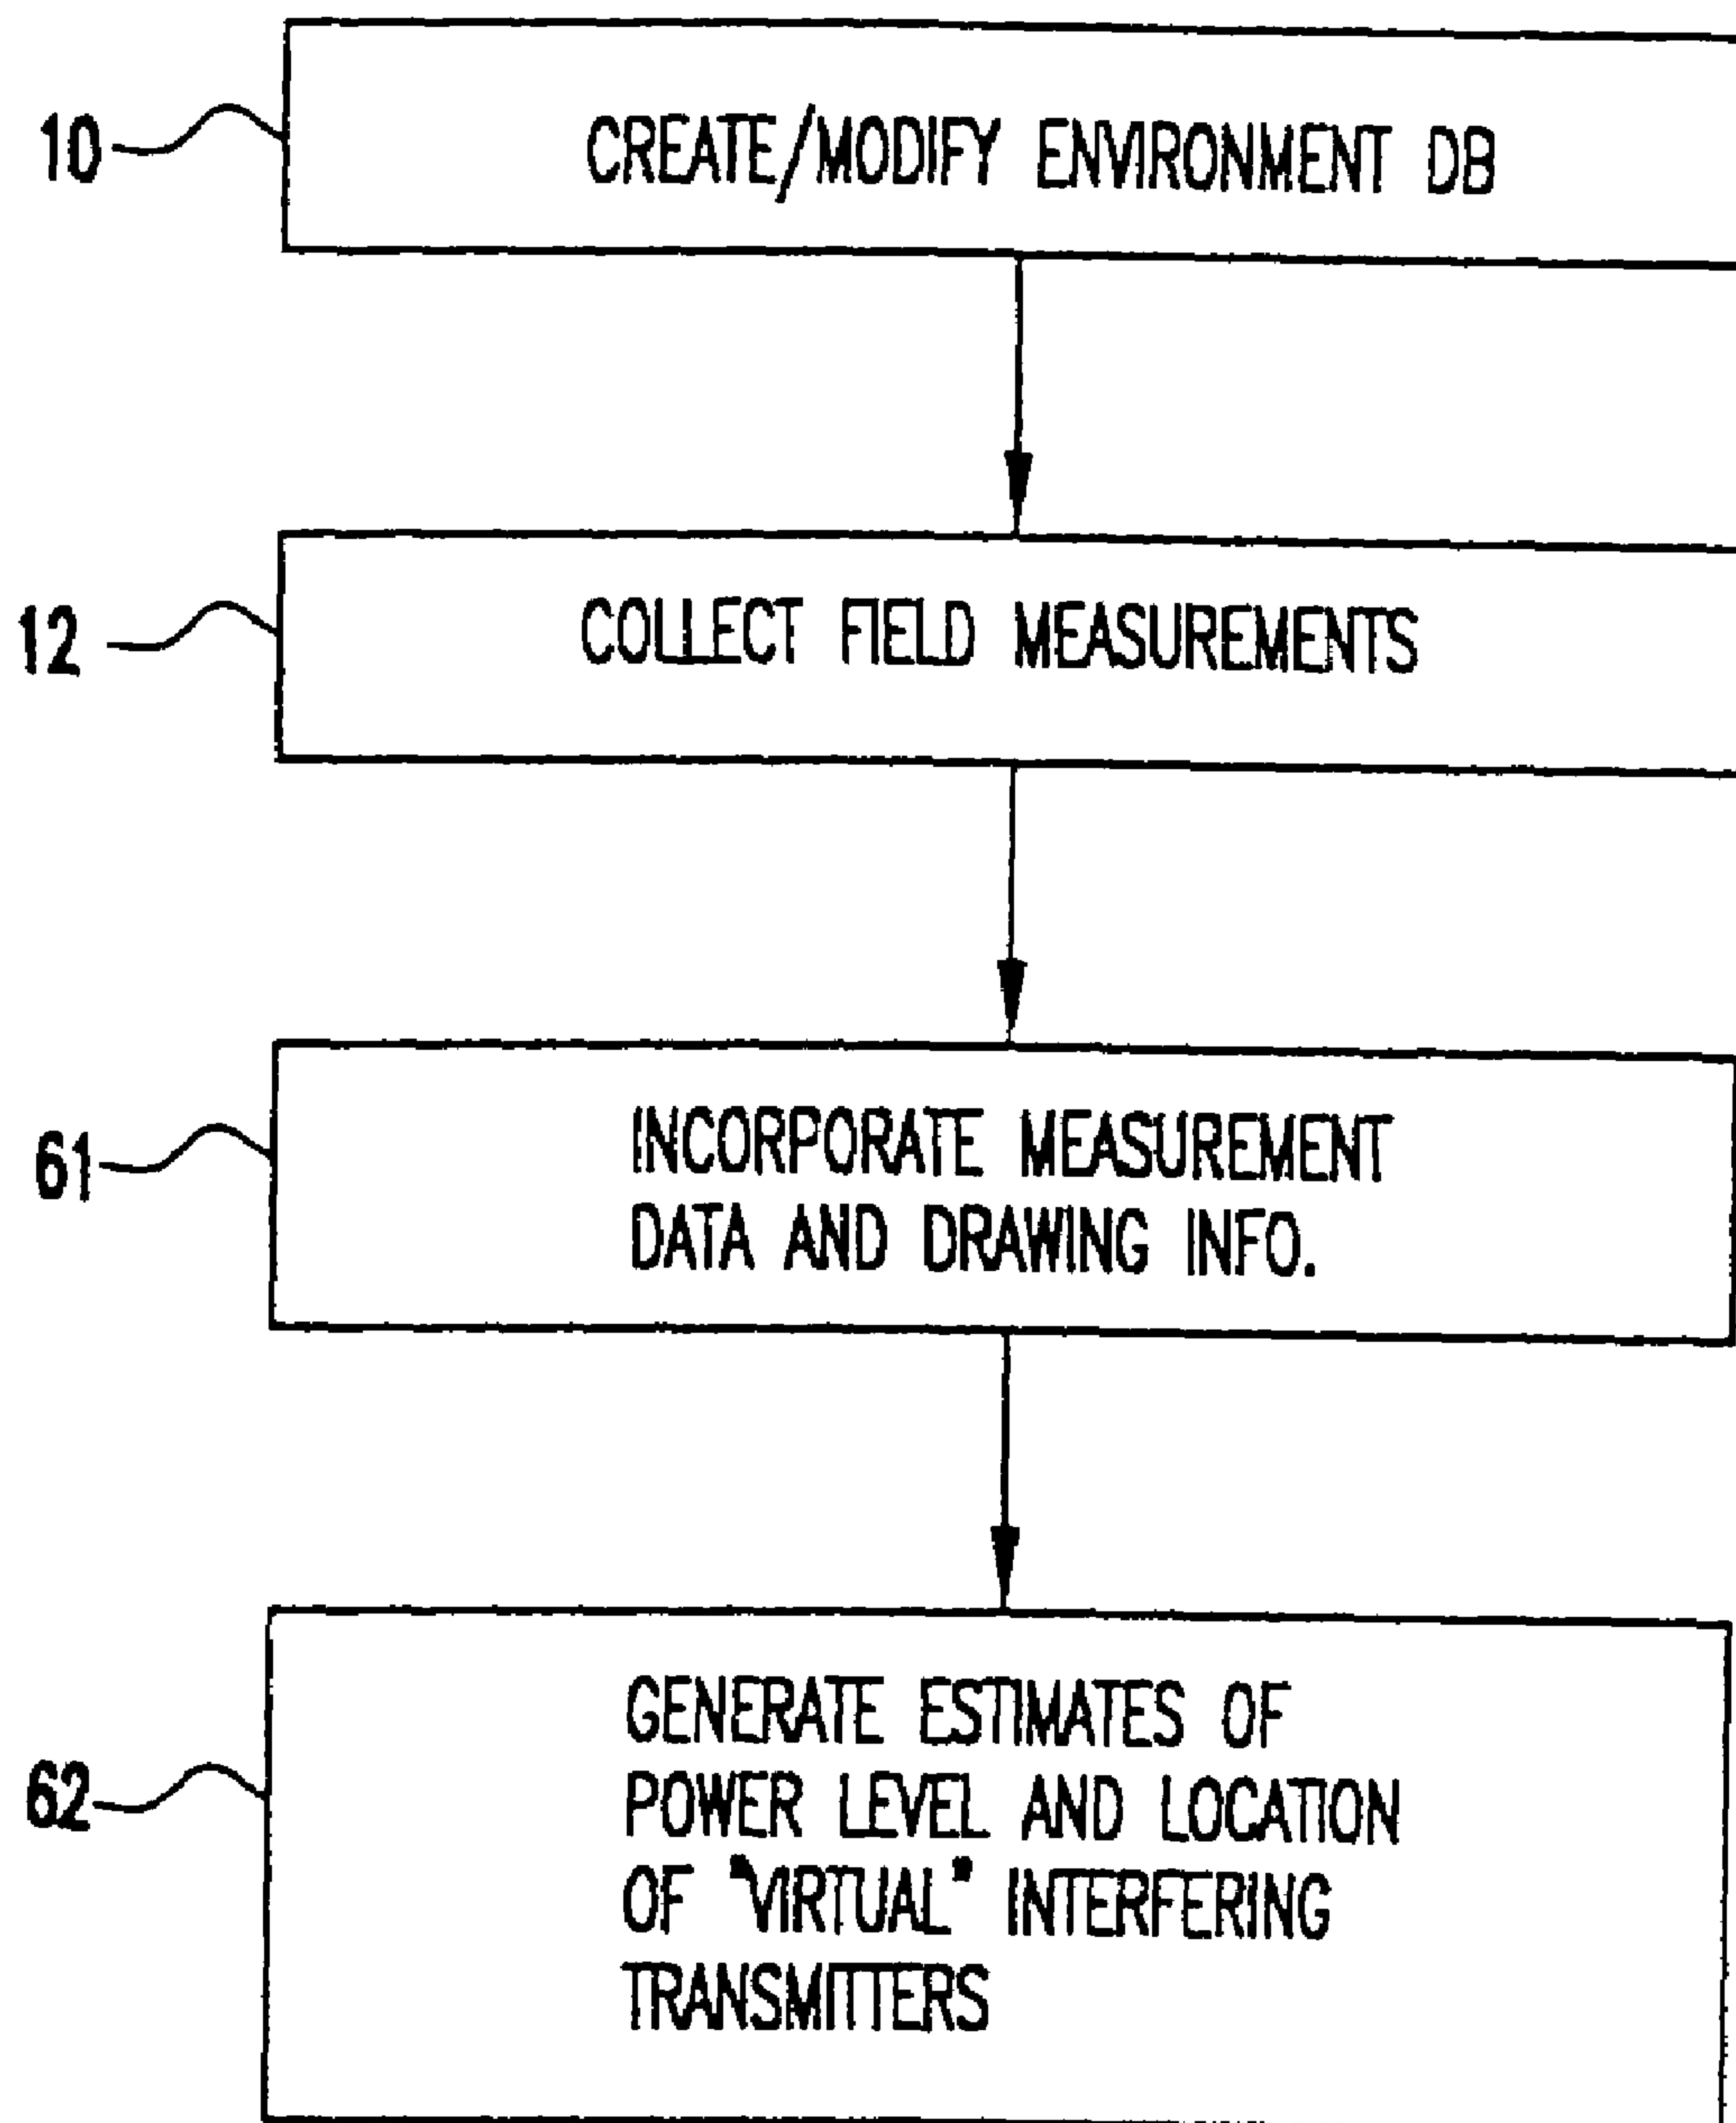 10
CREATE/MODIFY ENVIRONMENT DB
12
COLLECT FIELD MEASUREMENTS
61
INCORPORATE MEASUREMENT
DATA AND DRAWING INFO.
62
GENERATE ESTIMATES OF
POWER LEVEL AND LOCATION
OF "VIRTUAL" INTERFERING
TRANSMITTERS